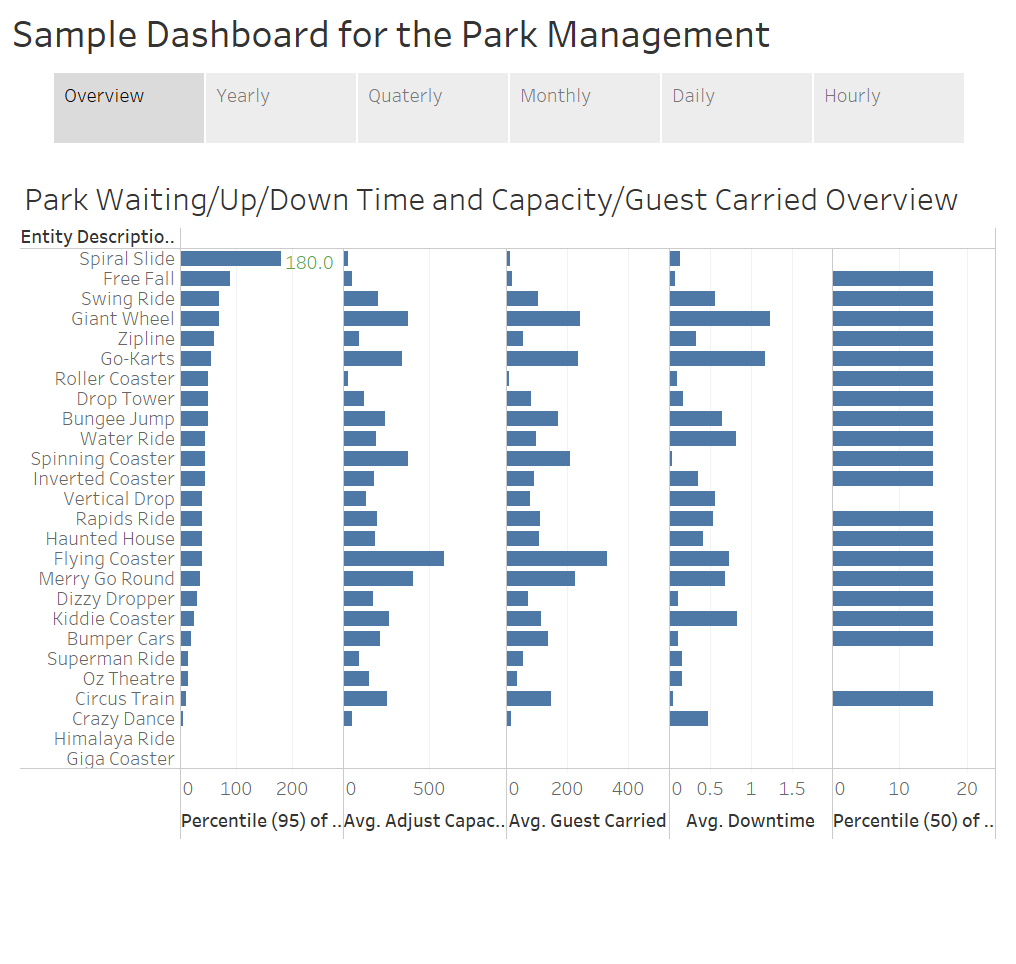 Sample Dashboard for the Park Management
Overview Yearly Quaterly Monthly Daily Hourly
Park Waiting/Up/Down Time and Capacity/Guest Carried Overview
Entity Descriptio..
Spiral Slide 180.0
Free Fall
Swing Ride
Giant Wheel
Zipline
Go-Karts
Roller Coaster
Drop Tower
Bungee Jump
Water Ride
Spinning Coaster
Inverted Coaster
Vertical Drop
Rapids Ride
Haunted House
Flying Coaster
Merry Go Round
Dizzy Dropper
Kiddie Coaster
Bumper Cars
Superman Ride
Oz Theatre
Circus Train
Crazy Dance
Himalaya Ride
Giga Coaster
0 100 200 0 500 0 200 400 0 0.5 1 1.5 0 10 20
Percentile (95) of .. Avg. Adjust Capac.. Avg. Guest Carried Avg. Downtime Percentile (50) of ..